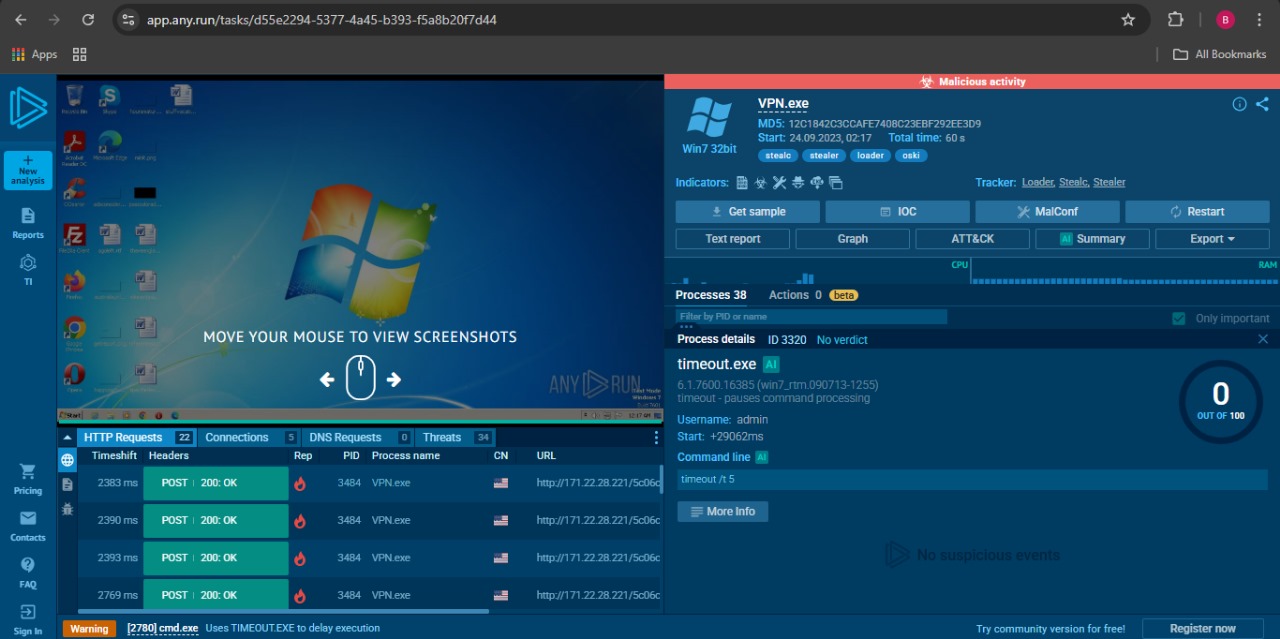 app.any.run/tasks/d55e2294-5377-4a45-b393-f5a8b20f7d44
B
Apps
All Bookmarks
New analysis
Reports
TI
Pricing
Contacts
FAQ
Sign In
Skype
Microsoft Edge
Firefox
Opera
Start
MOVE YOUR MOUSE TO VIEW SCREENSHOTS
ANY RUN
Test Mode
Windows 7
HTTP Requests 22 Connections 5 DNS Requests 0 Threats 34
Timeshift Headers Rep PID Process name CN URL
2383 ms POST 200: OK 3484 VPN.exe http://171.22.28.221/5c06c
2390 ms POST 200: OK 3484 VPN.exe http://171.22.28.221/5c06c
2393 ms POST 200: OK 3484 VPN.exe http://171.22.28.221/5c06c
2769 ms POST 200: OK 3484 VPN.exe http://171.22.28.221/5c06c
Malicious activity
Win7 32bit
VPN.exe
MD5: 12C1842C3CCAFE7408C23EBF292EE3D9
Start: 24.09.2023, 02:17 Total time: 60 s
stealc stealer loader oski
Indicators:
Tracker: Loader, Stealc, Stealer
Get sample IOC MalConf Restart
Text report Graph ATT&CK AI Summary Export
CPU RAM
Processes 38 Actions 0 beta
Filter by PID or name Only important
Process details ID 3320 No verdict
timeout.exe AI
6.1.7600.16385 (win7_rtm.090713-1255)
timeout - pauses command processing
Username: admin
Start: +29062ms
0
OUT OF 100
Command line AI
timeout /t 5
More Info
No suspicious events
Warning [2780] cmd.exe Uses TIMEOUT.EXE to delay execution
Try community version for free! Register now